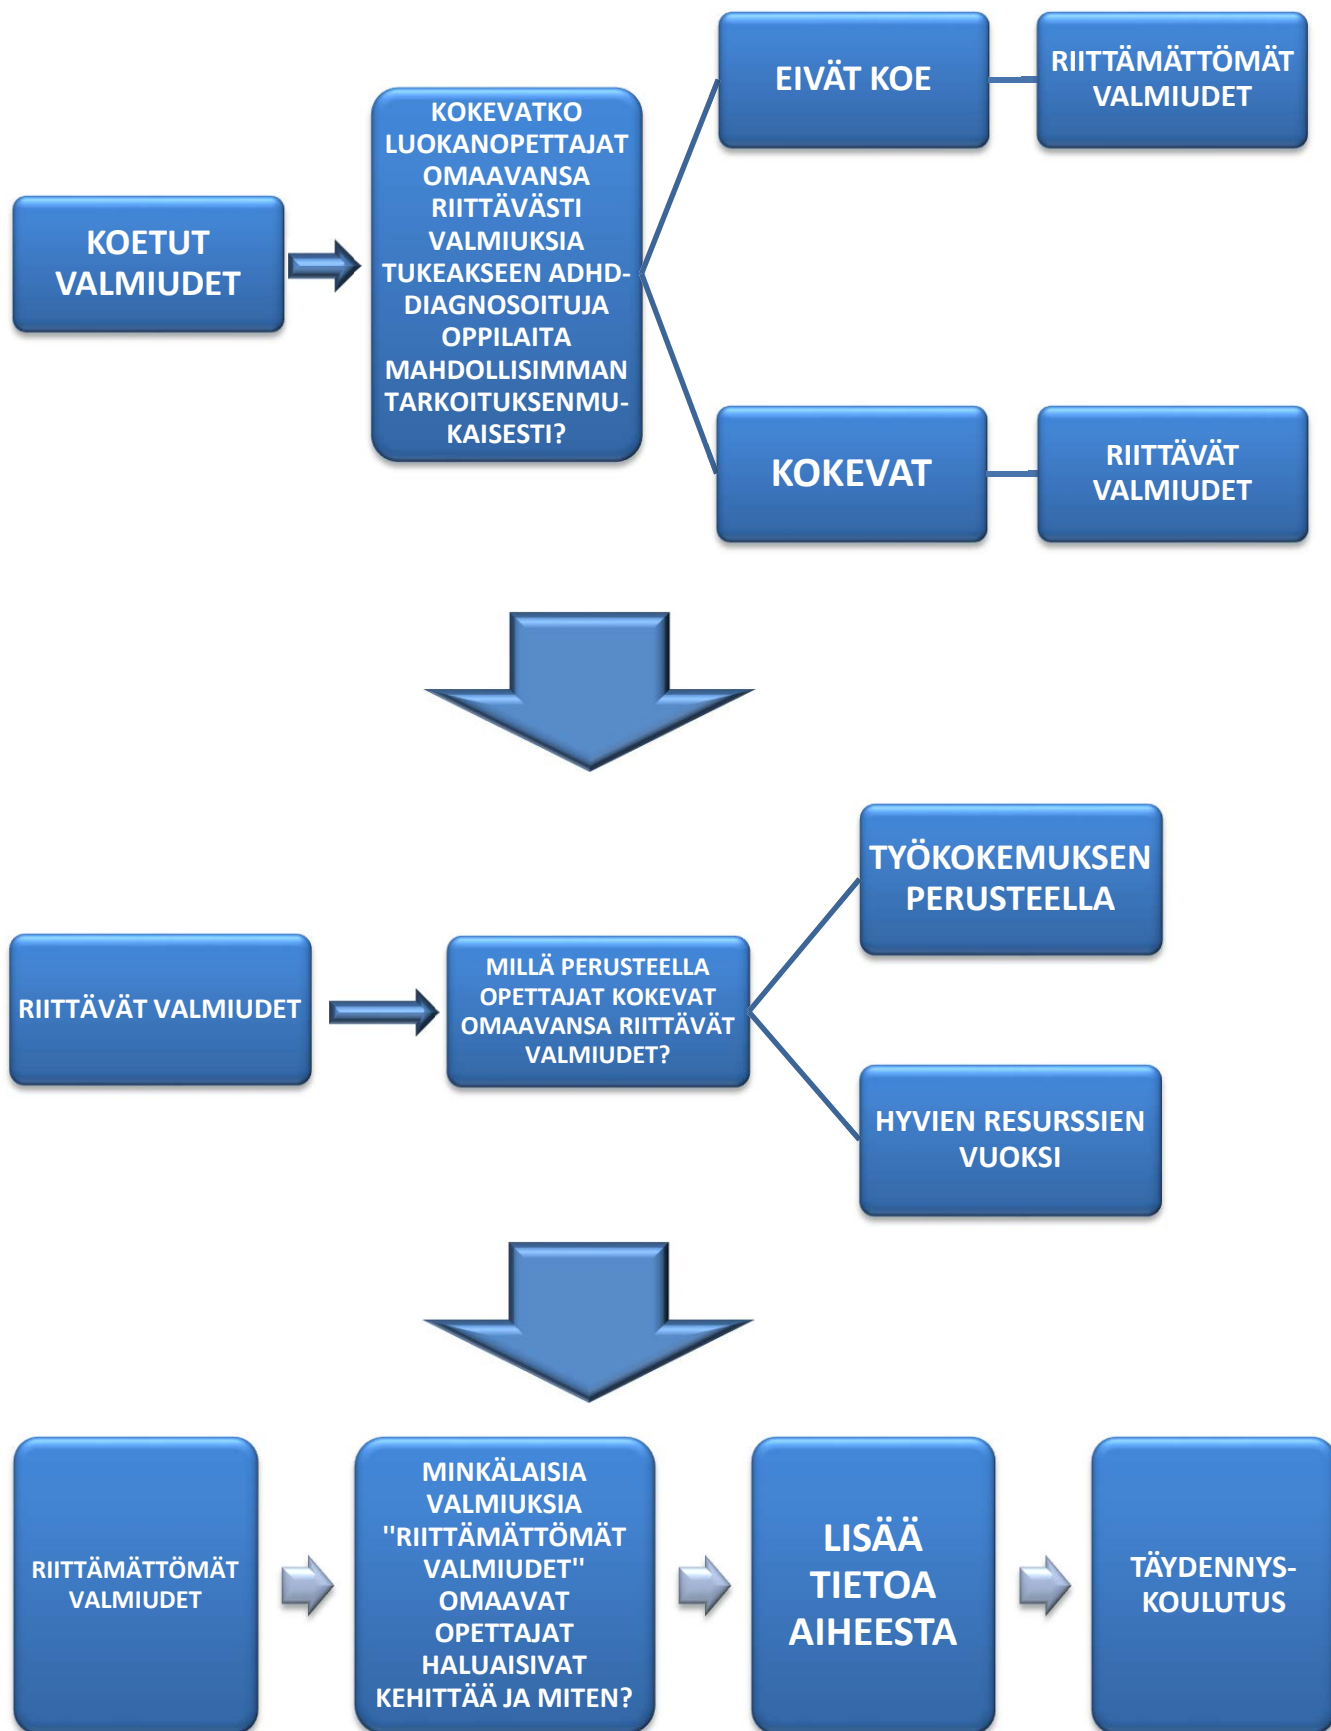 KOETUT
VALMIUDET
KOKEVATKO
LUOKANOPETTAJAT
OMAAVANSA
RIITTÄVÄSTI
VALMIUKSIA
TUKEAKSEEN ADHD-
DIAGNOSOITUJA
OPPILAITA
MAHDOLLISIMMAN
TARKOITUKSENMU-
KAISESTI?
EIVÄT KOE
RIITTÄMÄTTÖMÄT
VALMIUDET
KOKEVAT
RIITTÄVÄT
VALMIUDET
RIITTÄVÄT VALMIUDET
MILLÄ PERUSTEELLA
OPETTAJAT KOKEVAT
OMAAVANSA RIITTÄVÄT
VALMIUDET?
TYÖKOKEMUKSEN
PERUSTEELLA
HYVIEN RESURSSIEN
VUOKSI
RIITTÄMÄTTÖMÄT
VALMIUDET
MINKÄLAISIA
VALMIUKSIA
"RIITTÄMÄTTÖMÄT
VALMIUDET"
OMAAVAT
OPETTAJAT
HALUAISIVAT
KEHITTÄÄ JA MITEN?
LISÄÄ
TIETOA
AIHEESTA
TÄYDENNYS-
KOULUTUS